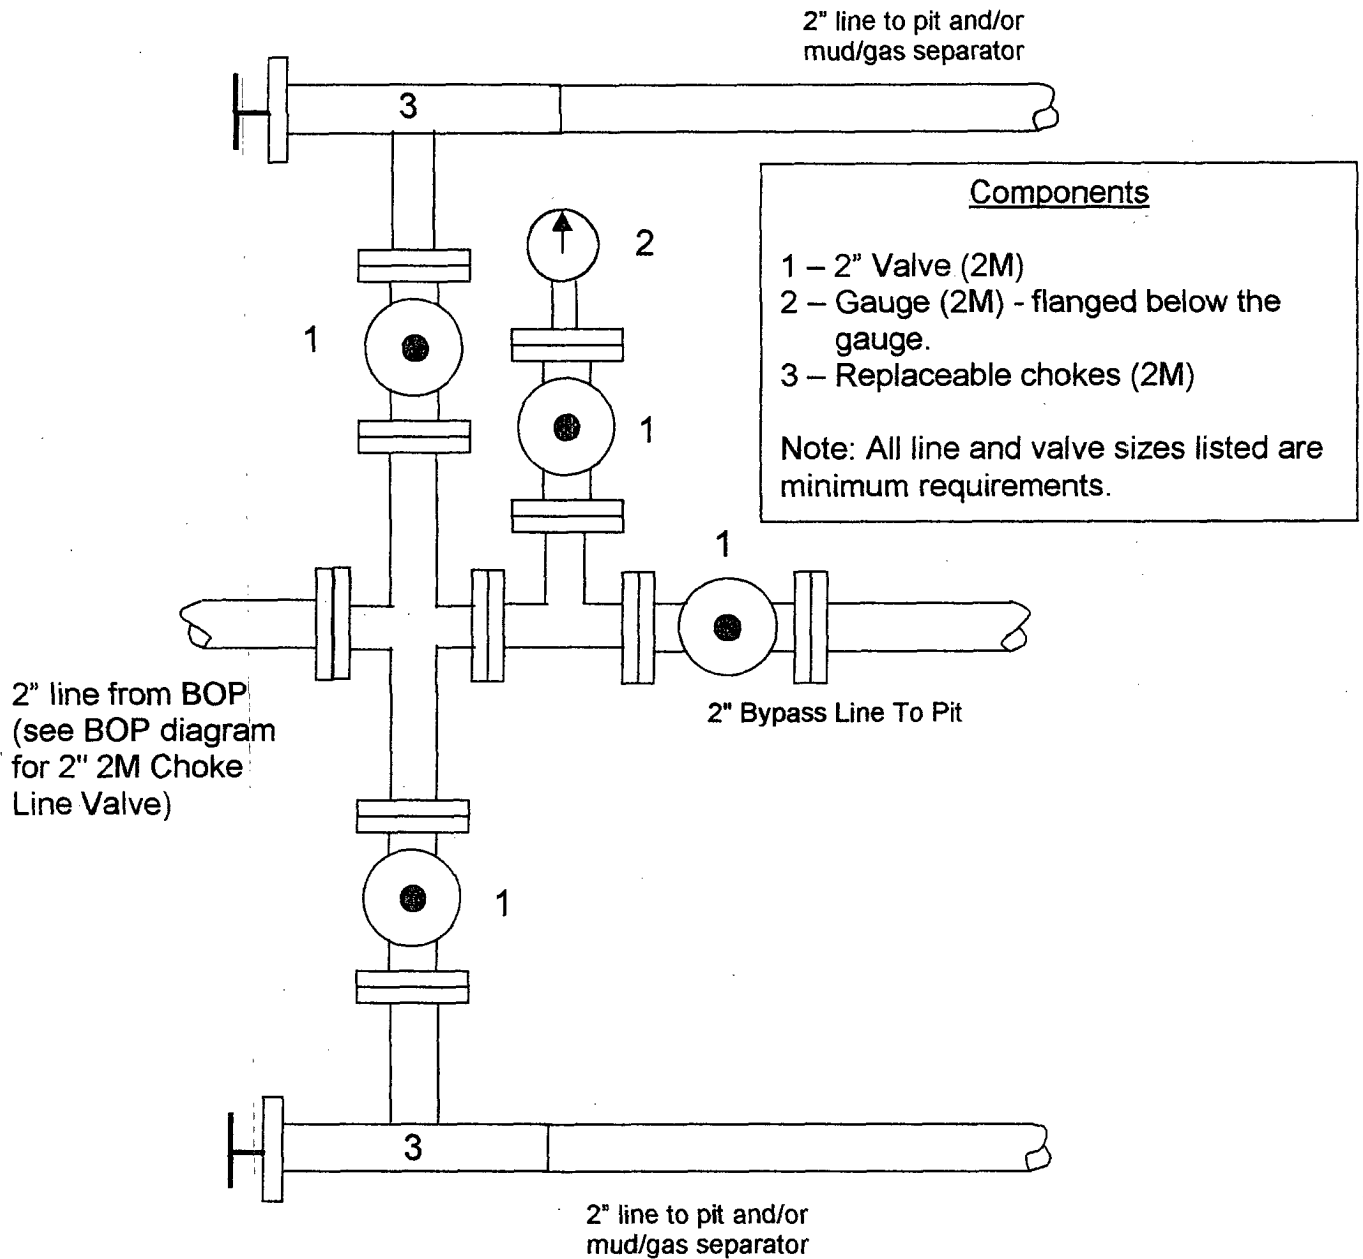 2" line to pit and/or
mud/gas separator
3
Components
1 – 2" Valve (2M)
2 – Gauge (2M) - flanged below the
gauge.
3 – Replaceable chokes (2M)
Note: All line and valve sizes listed are
minimum requirements.
2
1
1
1
2" line from BOP
(see BOP diagram
for 2" 2M Choke
Line Valve)
2" Bypass Line To Pit
1
3
2" line to pit and/or
mud/gas separator